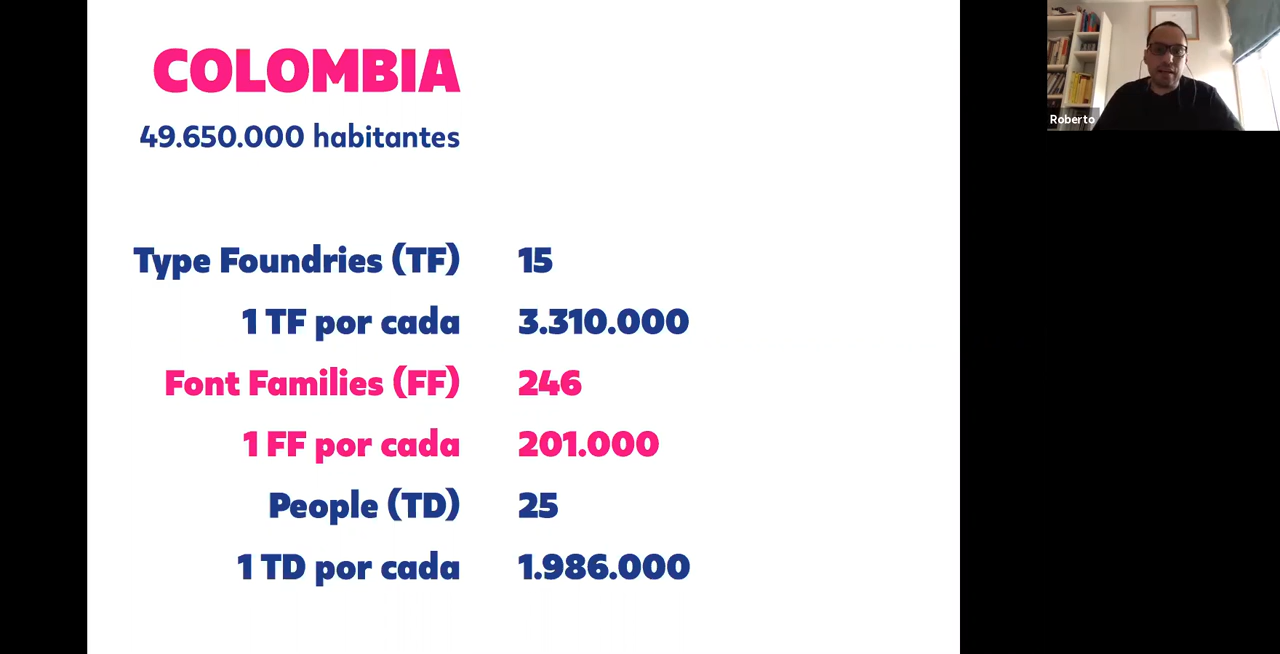 COLOMBIA
49.650.000 habitantes
Type Foundries (TF) 15
1 TF por cada 3.310.000
Font Families (FF) 246
1 FF por cada 201.000
People (TD) 25
1 TD por cada 1.986.000
Roberto